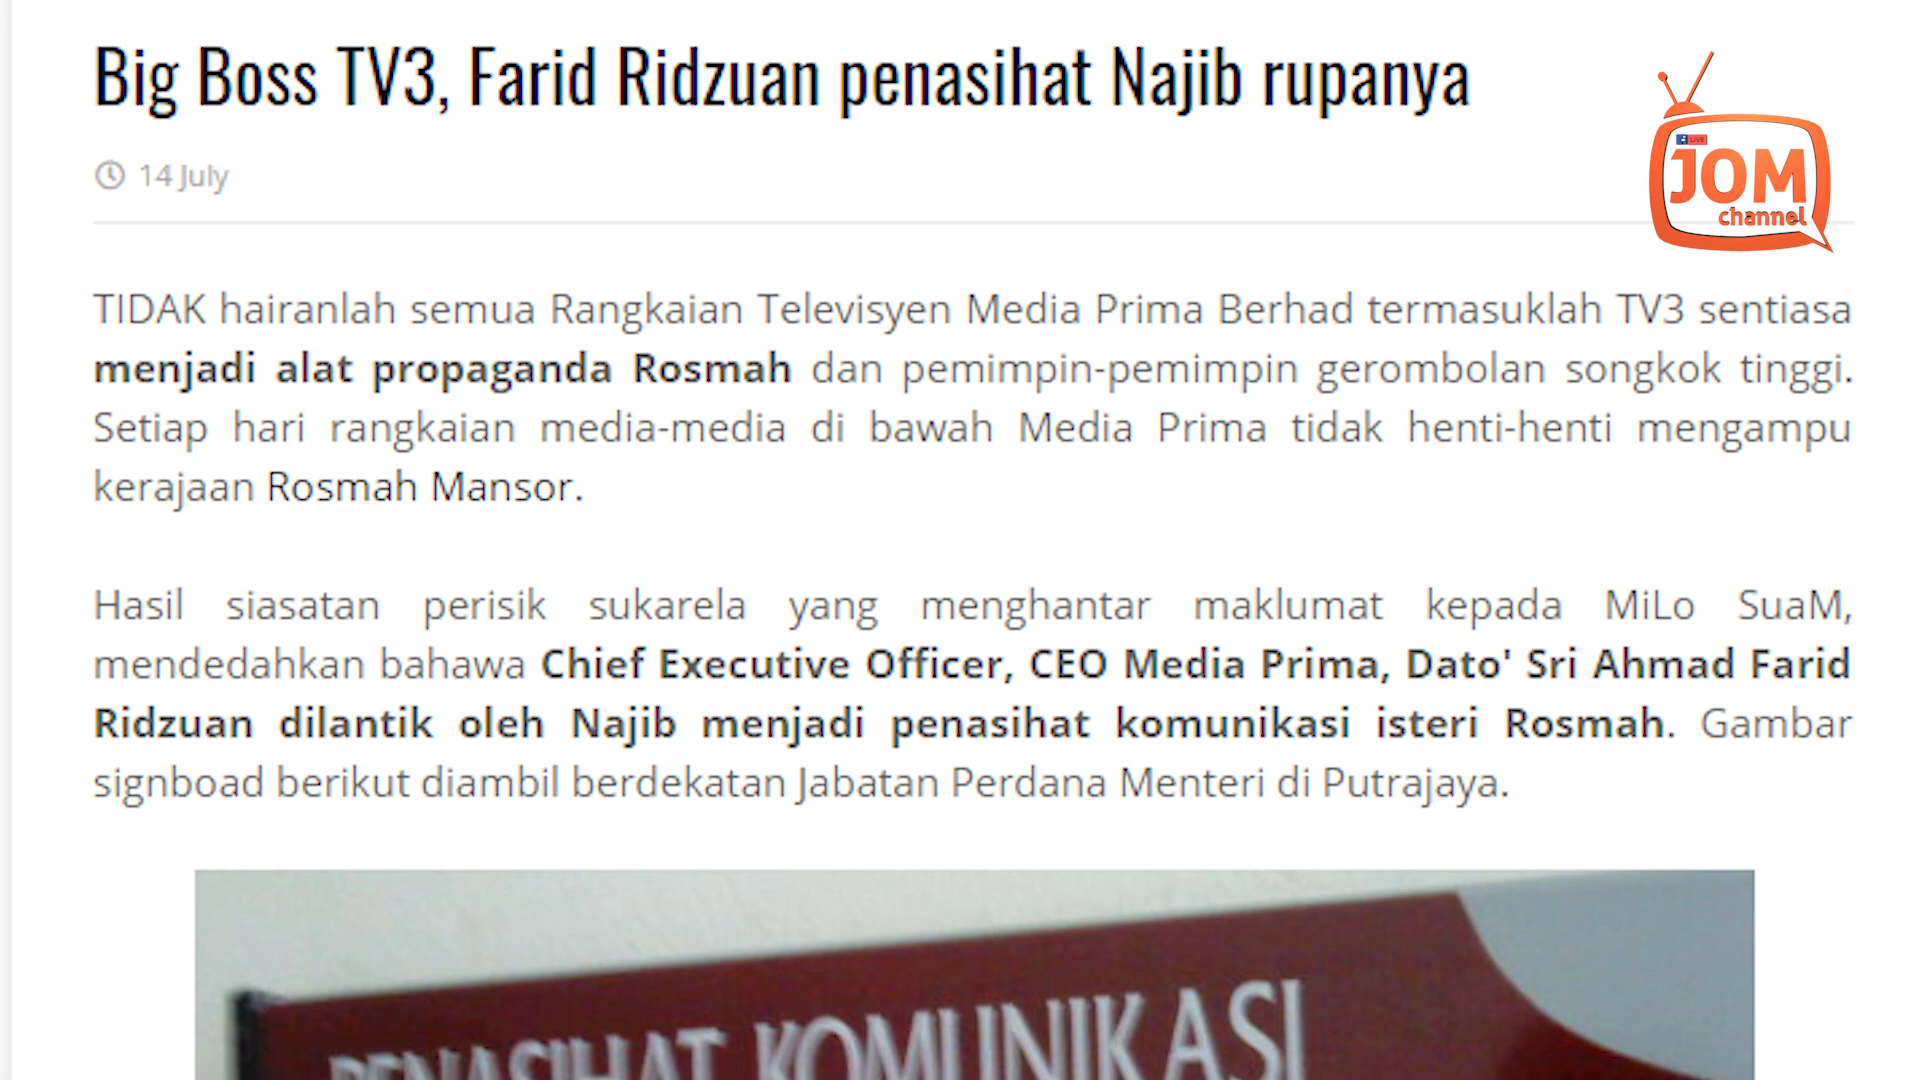 Big Boss TV3, Farid Ridzuan penasihat Najib rupanya
14 July
LIVE
JOM
channel
TIDAK hairanlah semua Rangkaian Televisyen Media Prima Berhad termasuklah TV3 sentiasa
menjadi alat propaganda Rosmah dan pemimpin-pemimpin gerombolan songkok tinggi.
Setiap hari rangkaian media-media di bawah Media Prima tidak henti-henti mengampu
kerajaan Rosmah Mansor.
Hasil siasatan perisik sukarela yang menghantar maklumat kepada MiLo SuaM,
mendedahkan bahawa Chief Executive Officer, CEO Media Prima, Dato' Sri Ahmad Farid
Ridzuan dilantik oleh Najib menjadi penasihat komunikasi isteri Rosmah. Gambar
signboad berikut diambil berdekatan Jabatan Perdana Menteri di Putrajaya.
PENASIHAT KOMUNIKASI